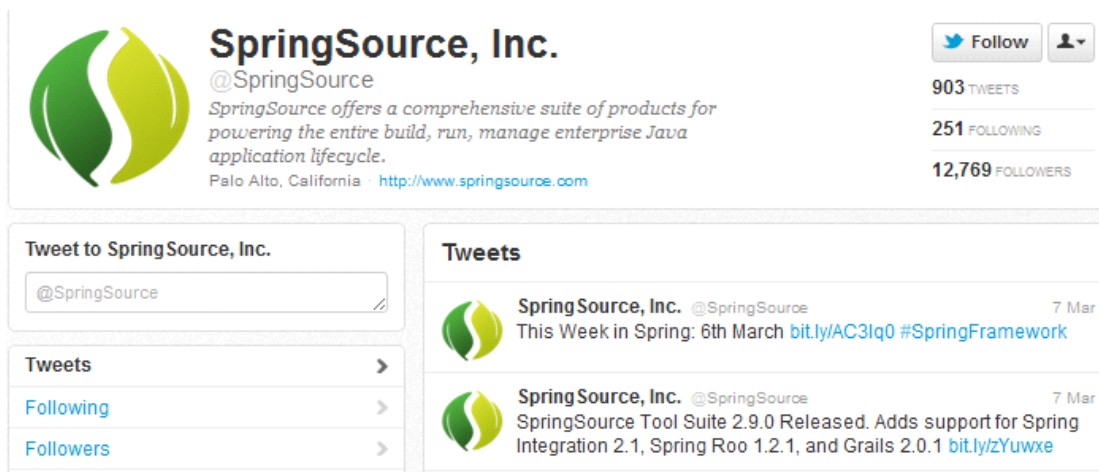 SpringSource, Inc.
@SpringSource
SpringSource offers a comprehensive suite of products for
powering the entire build, run, manage enterprise Java
application lifecycle.
Palo Alto, California · http://www.springsource.com
Follow
903 TWEETS
251 FOLLOWING
12,769 FOLLOWERS
Tweet to SpringSource, Inc.
@SpringSource
Tweets
Following
Followers
Tweets
SpringSource, Inc. @SpringSource 7 Mar
This Week in Spring: 6th March bit.ly/AC3Iq0 #SpringFramework
SpringSource, Inc. @SpringSource 7 Mar
SpringSource Tool Suite 2.9.0 Released. Adds support for Spring
Integration 2.1, Spring Roo 1.2.1, and Grails 2.0.1 bit.ly/zYuwxe